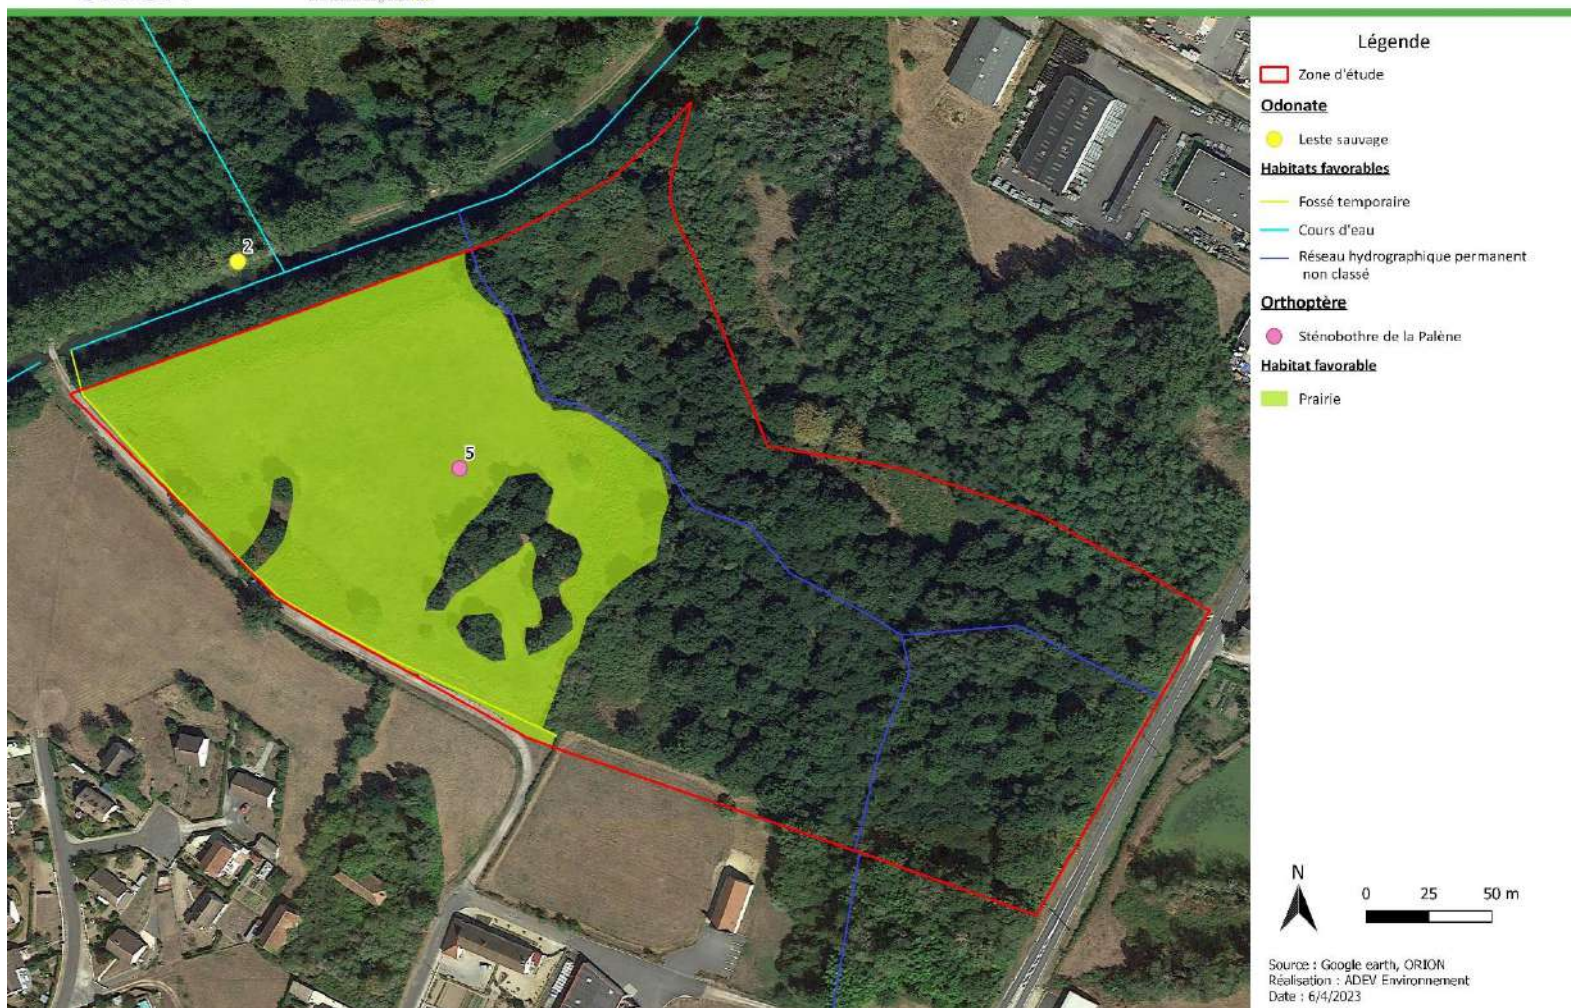 Légende
Zone d'étude
Odonate
Leste sauvage
Habitats favorables
Fossé temporaire
Cours d'eau
Réseau hydrographique permanent
non classé
Orthoptère
Sténobothre de la Palène
Habitat favorable
Prairie
2
5
N
0 25 50 m
Source : Google earth, ORION
Réalisation : ADEV Environnement
Date : 6/4/2023